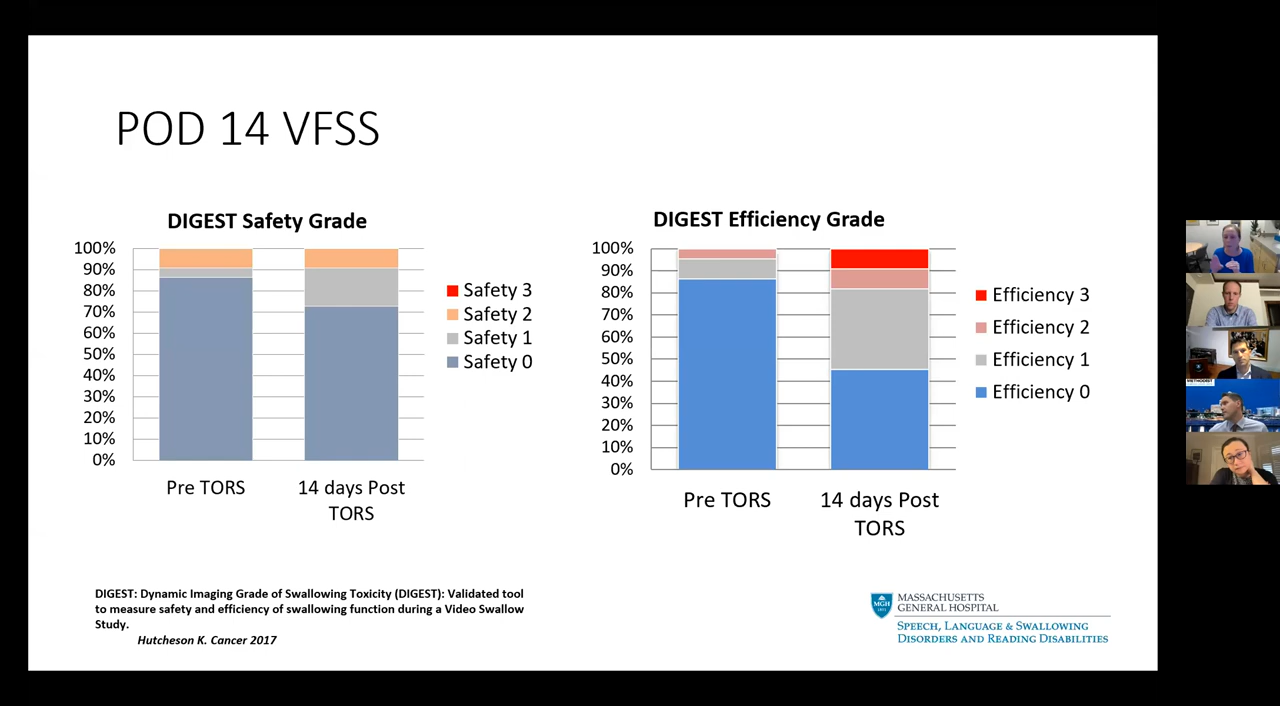 POD 14 VFSS
DIGEST Safety Grade
100%
90%
80%
70%
60%
50%
40%
30%
20%
10%
0%
Pre TORS
14 days Post
TORS
Safety 3
Safety 2
Safety 1
Safety 0
DIGEST Efficiency Grade
100%
90%
80%
70%
60%
50%
40%
30%
20%
10%
0%
Pre TORS
14 days Post
TORS
Efficiency 3
Efficiency 2
Efficiency 1
Efficiency 0
DIGEST: Dynamic Imaging Grade of Swallowing Toxicity (DIGEST): Validated tool
to measure safety and efficiency of swallowing function during a Video Swallow
Study.
Hutcheson K. Cancer 2017
MGH
MASSACHUSETTS
GENERAL HOSPITAL
SPEECH, LANGUAGE & SWALLOWING
DISORDERS AND READING DISABILITIES
METHODIST